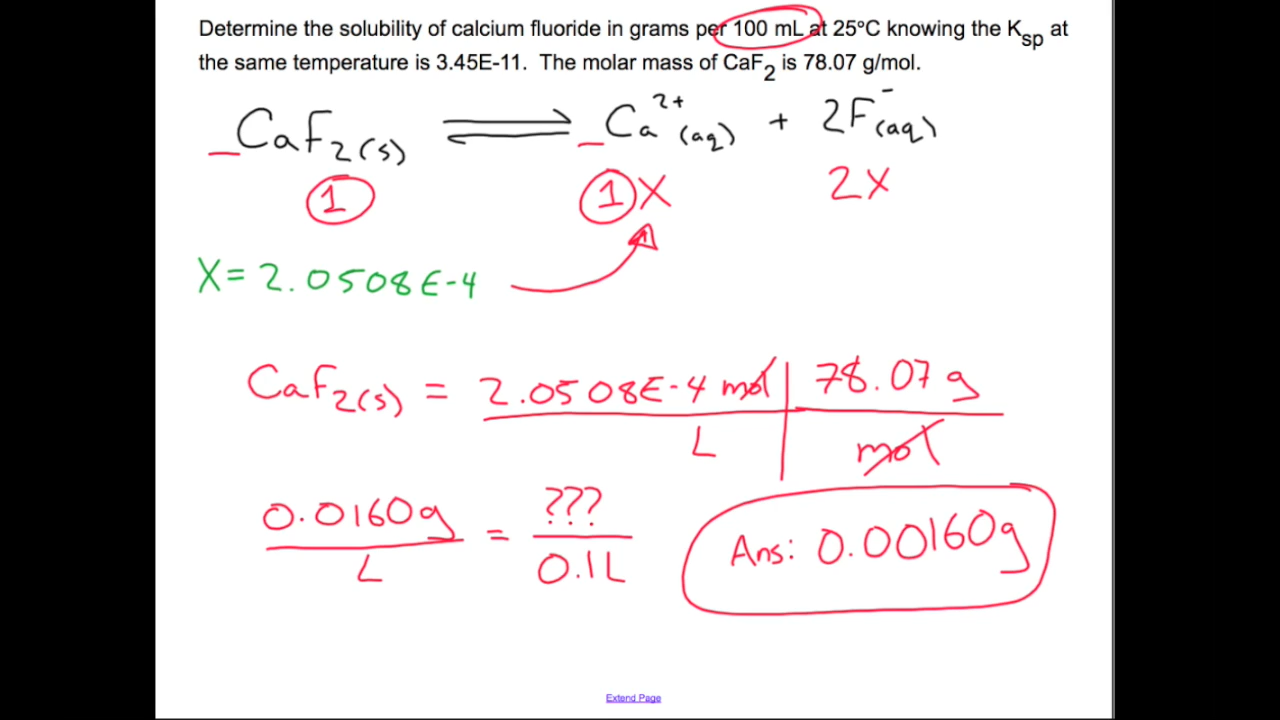 Determine the solubility of calcium fluoride in grams per 100 mL at 25°C knowing the Ksp at
the same temperature is 3.45E-11. The molar mass of CaF2 is 78.07 g/mol.
_CaF2(s) ⇌ _Ca2+(aq) + 2F-(aq)
1 1X 2X
X=2.0508E-4
CaF2(s) = 2.0508E-4 mol | 78.07 g
L | mol
0.0160g = ???
L 0.1L
Ans: 0.00160g
Extend Page